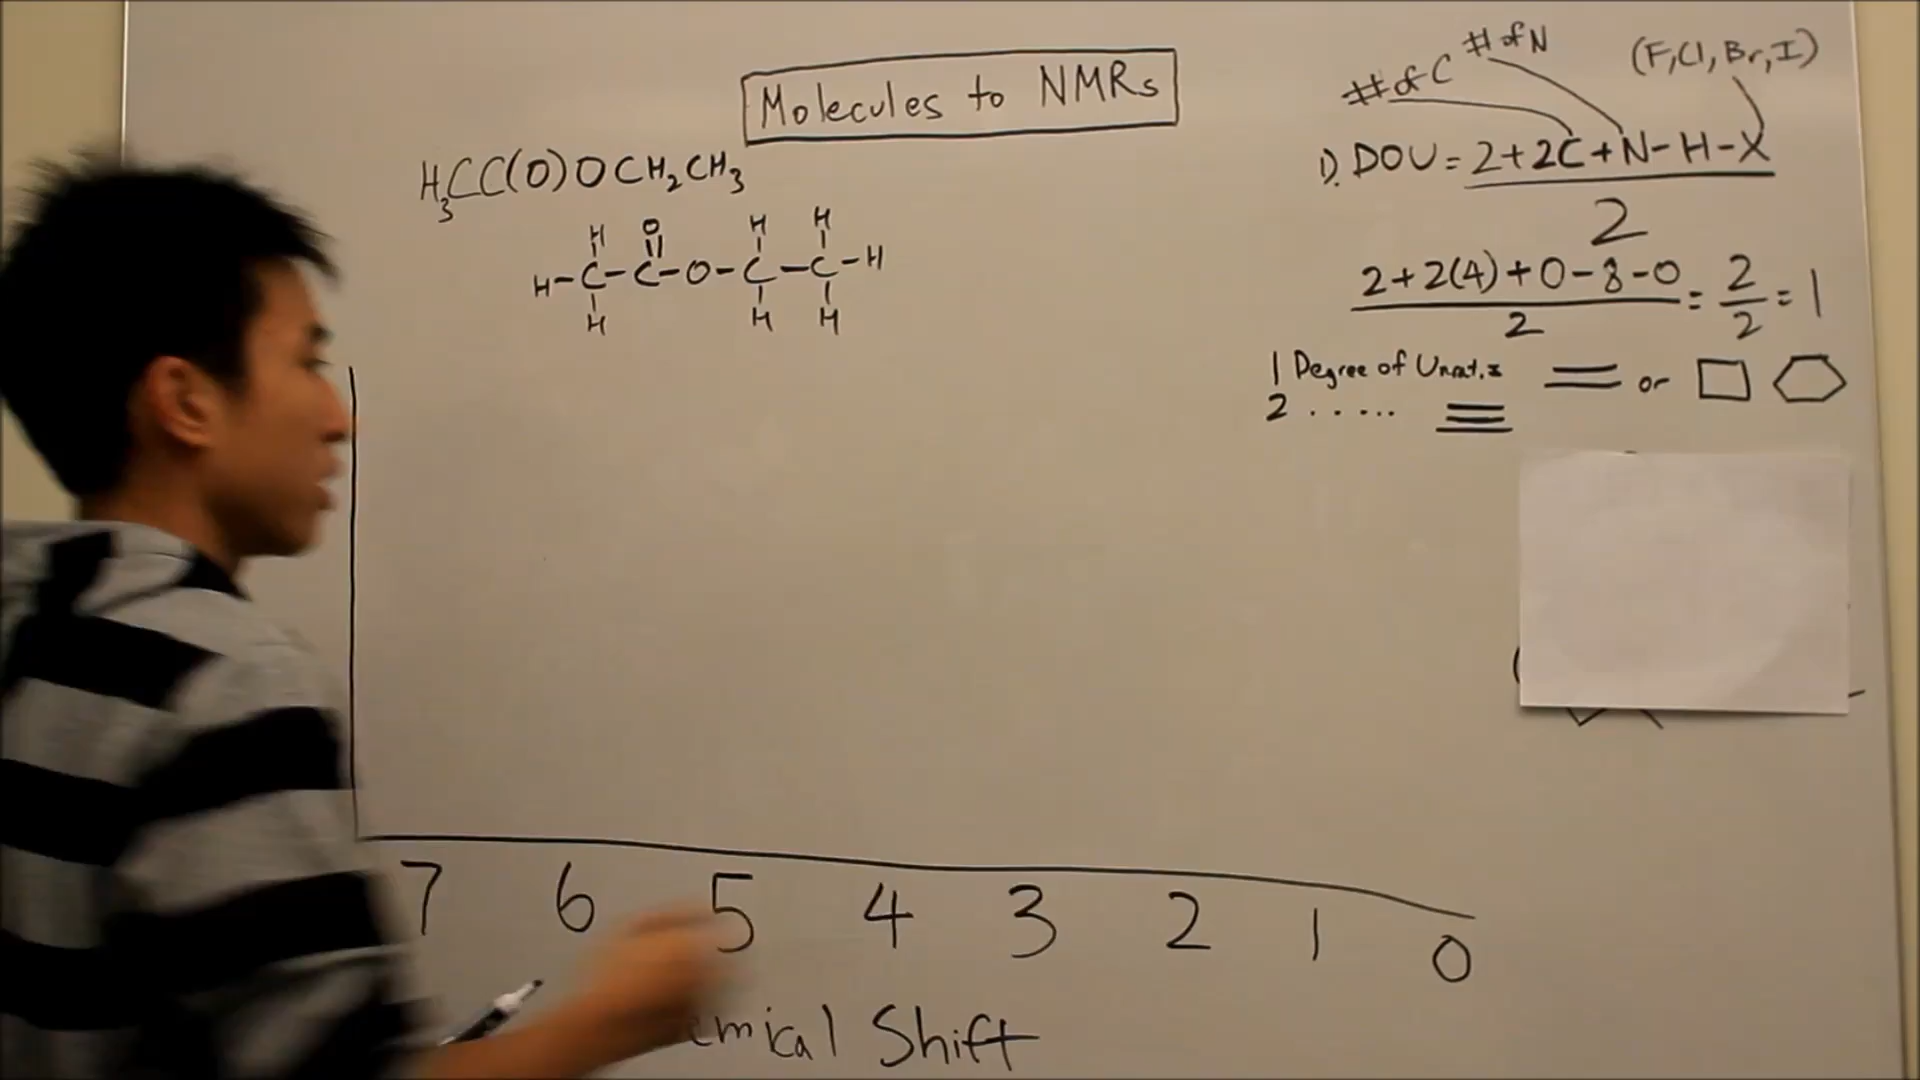 Molecules to NMRs
H₃CC(O)OCH₂CH₃
H H H
O
H-C-C-O-C-C-H
H H H
# of C # of N (F, Cl, Br, I)
1). DOU = 2+2C+N-H-X
2
2+2(4)+0-8-0 = 2 = 1
2 2
1 Degree of Unsat. = or
2 .....
7 6 5 4 3 2 1 0
emical Shift